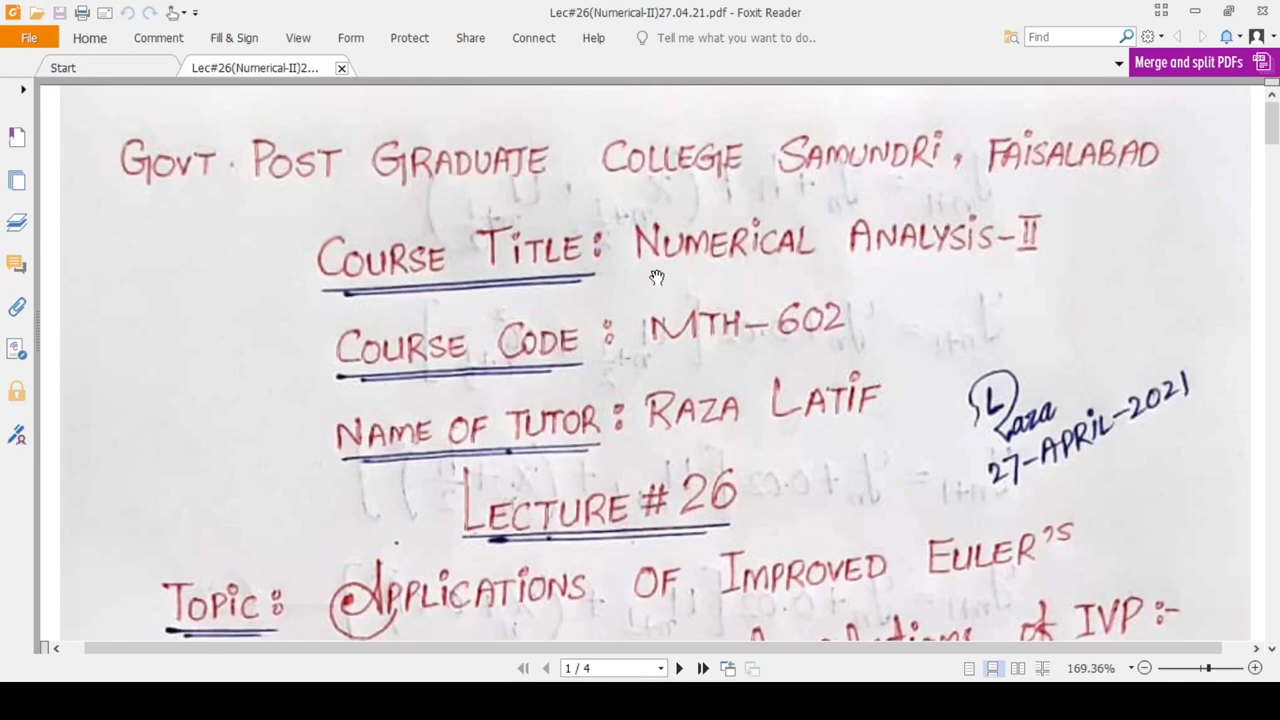 Lec#26(Numerical-II)27.04.21.pdf - Foxit Reader
File Home Comment Fill & Sign View Form Protect Share Connect Help Tell me what you want to do.. Find
Start Lec#26(Numerical-II)2... Merge and split PDFs
GOVT. POST GRADUATE COLLEGE SAMUNDRi, FAiSALABAD
COURSE TiTLE: NUMERiCAL ANALYSiS-II
COURSE CODE: MTH-602
NAME OF TUTOR: RAZA LATiF
L
Raza
27-APRiL-2021
LECTURE # 26
TOPiC: APPLiCATiONS OF IMPROVED EULER'S
of IVP:-
1 / 4 169.36%